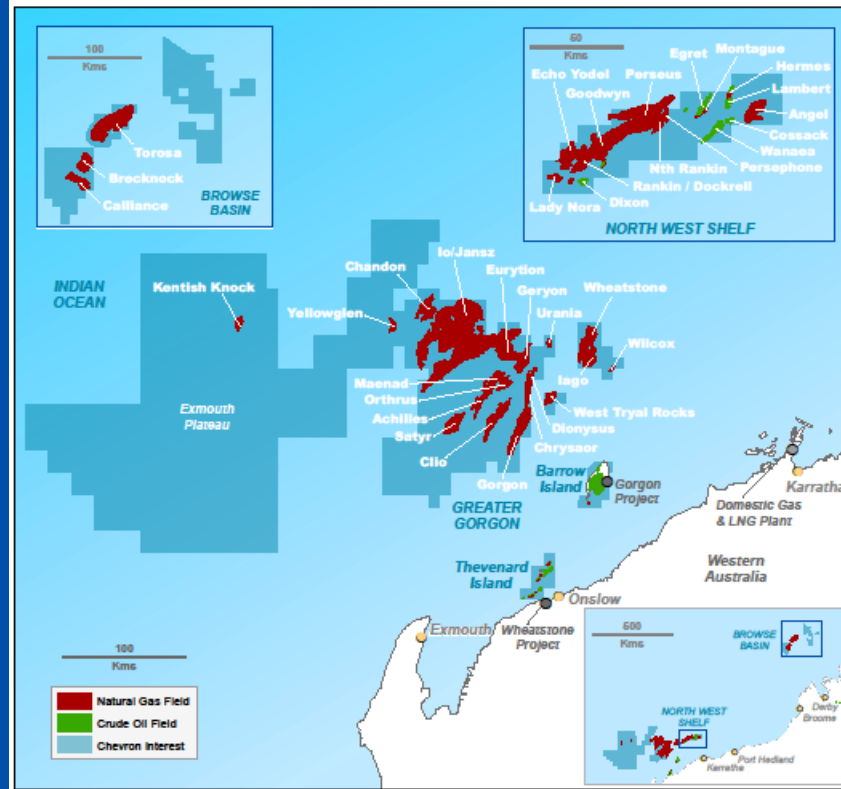 100
Kms
Torosa
Brecknock
Calliance
BROWSE
BASIN
50
Kms
Egret
Montague
Hermes
Lambert
Echo Yodel
Perseus
Goodwyn
Angel
Cossack
Wanaea
Nth Rankin
Persephone
Rankin / Dockrell
Lady Nora
Dixon
NORTH WEST SHELF
INDIAN
OCEAN
Kentish Knock
Chandon
Io/Jansz
Eurytion
Geryon
Wheatstone
Yellowglen
Urania
Wilcox
Iago
Maenad
Orthrus
Achilles
Satyr
Clio
Gorgon
West Tryal Rocks
Dionysus
Chrysaor
Exmouth
Plateau
Barrow
Island
Gorgon
Project
GREATER
GORGON
Karratha
Domestic Gas
& LNG Plant
Western
Australia
Thevenard
Island
Onslow
Exmouth
Wheatstone
Project
100
Kms
Natural Gas Field
Crude Oil Field
Chevron Interest
500
Kms
BROWSE
BASIN
NORTH WEST
SHELF
Derby
Broome
Port Hedland
Karratha